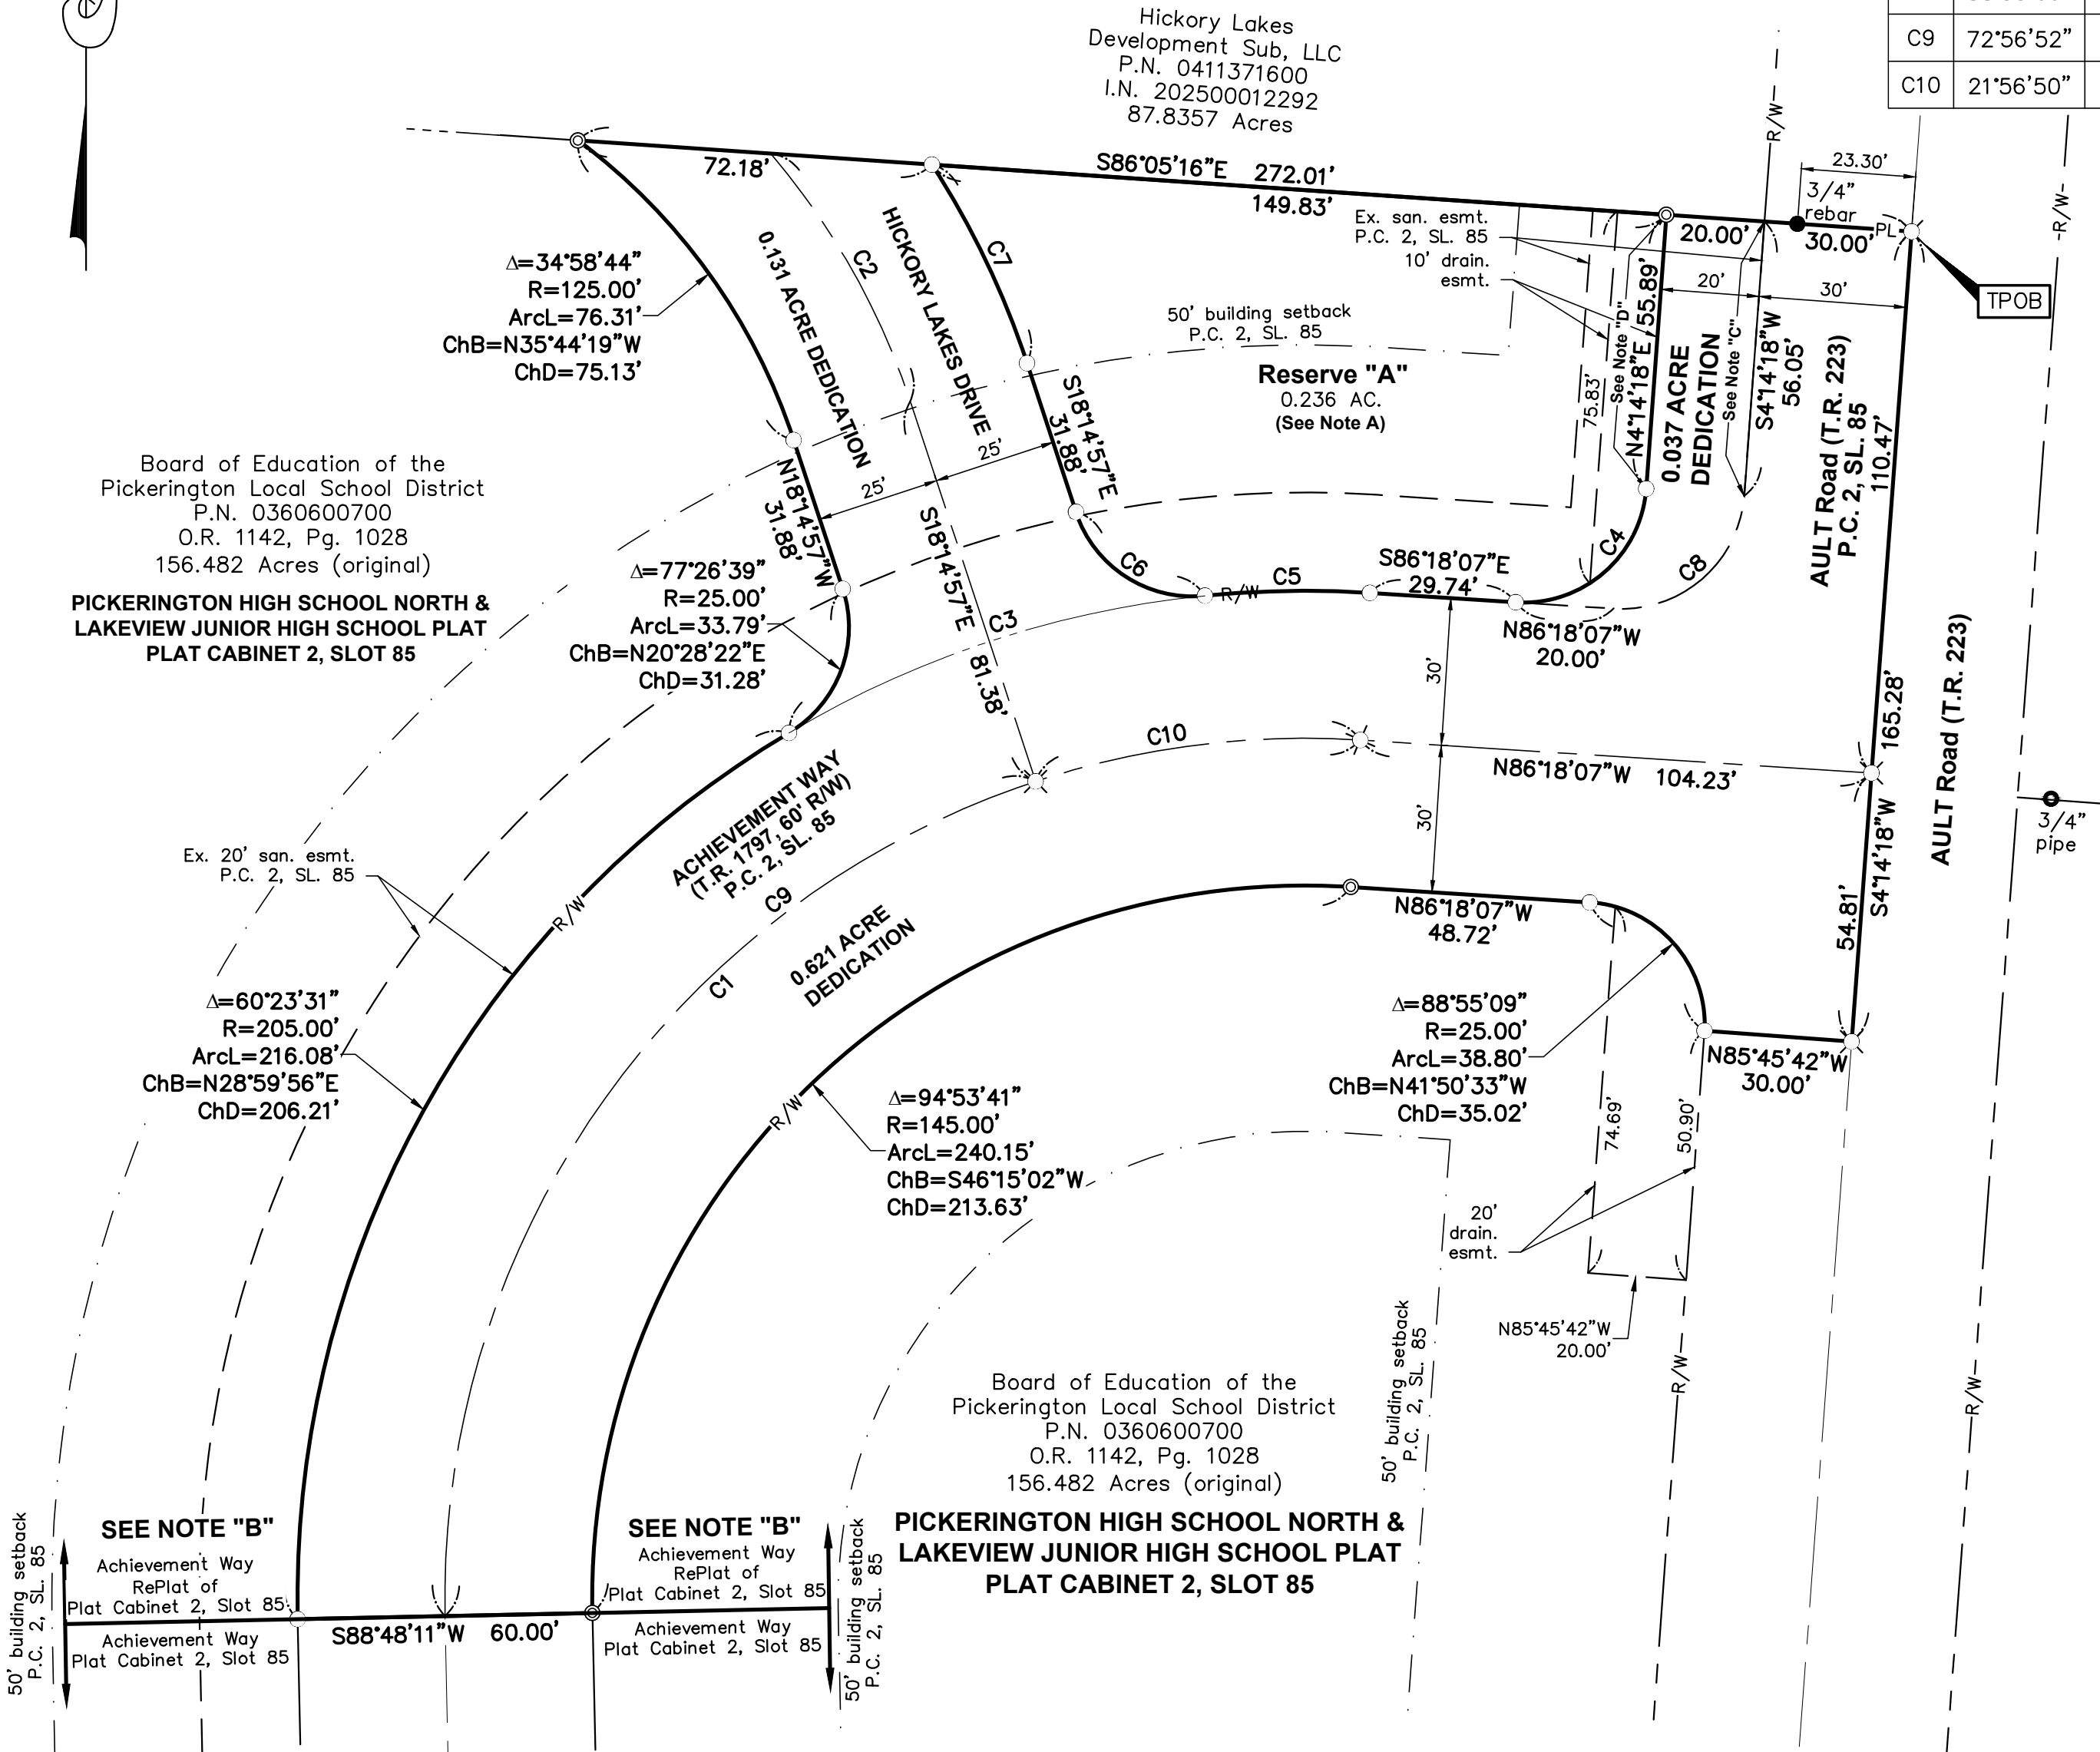 Hickory Lakes
Development Sub, LLC
P.N. 0411371600
I.N. 202500012292
87.8357 Acres
C9 72°56'52"
C10 21°56'50"
R/W
23.30'
3/4"
rebar
PL
R/W
72.18'
S86°05'16"E 272.01'
149.83'
20.00'
30.00'
TPOB
Ex. san. esmt.
P.C. 2, SL. 85
10' drain.
esmt.
20'
30'
Δ=34°58'44"
R=125.00'
ArcL=76.31'
ChB=N35°44'19"W
ChD=75.13'
C2
C7
0.131 ACRE DEDICATION
HICKORY LAKES DRIVE
50' building setback
P.C. 2, SL. 85
Reserve "A"
0.236 AC.
(See Note A)
75.83'
See Note "D"
N4°14'18"E 55.89'
0.037 ACRE
DEDICATION
See Note "C"
S4°14'18"W
56.05'
AULT Road (T.R. 223)
P.C. 2, SL. 85
110.47'
S18°14'57"E
31.88'
25'
25'
N18°14'57"W
31.88'
S18°14'57"E 81.38'
Board of Education of the
Pickerington Local School District
P.N. 0360600700
O.R. 1142, Pg. 1028
156.482 Acres (original)
PICKERINGTON HIGH SCHOOL NORTH &
LAKEVIEW JUNIOR HIGH SCHOOL PLAT
PLAT CABINET 2, SLOT 85
Δ=77°26'39"
R=25.00'
ArcL=33.79'
ChB=N20°28'22"E
ChD=31.28'
C6
R/W
C5
S86°18'07"E
29.74'
C4
C8
C3
N86°18'07"W
20.00'
30'
30'
C10
N86°18'07"W 104.23'
165.28'
AULT Road (T.R. 223)
S4°14'18"W
54.81'
3/4"
pipe
ACHIEVEMENT WAY
(T.R. 1797, 60' R/W)
P.C. 2, SL. 85
C9
C1
0.621 ACRE
DEDICATION
Ex. 20' san. esmt.
P.C. 2, SL. 85
R/W
N86°18'07"W
48.72'
Δ=60°23'31"
R=205.00'
ArcL=216.08'
ChB=N28°59'56"E
ChD=206.21'
R/W
Δ=94°53'41"
R=145.00'
ArcL=240.15'
ChB=S46°15'02"W
ChD=213.63'
Δ=88°55'09"
R=25.00'
ArcL=38.80'
ChB=N41°50'33"W
ChD=35.02'
N85°45'42"W
30.00'
74.69'
50.90'
20'
drain.
esmt.
N85°45'42"W
20.00'
50' building setback
P.C. 2, SL. 85
R/W
R/W
Board of Education of the
Pickerington Local School District
P.N. 0360600700
O.R. 1142, Pg. 1028
156.482 Acres (original)
PICKERINGTON HIGH SCHOOL NORTH &
LAKEVIEW JUNIOR HIGH SCHOOL PLAT
PLAT CABINET 2, SLOT 85
50' building setback
P.C. 2, SL. 85
SEE NOTE "B"
Achievement Way
RePlat of
Plat Cabinet 2, Slot 85
Achievement Way
Plat Cabinet 2, Slot 85
S88°48'11"W 60.00'
SEE NOTE "B"
Achievement Way
RePlat of
Plat Cabinet 2, Slot 85
Achievement Way
Plat Cabinet 2, Slot 85
50' building setback
P.C. 2, SL. 85